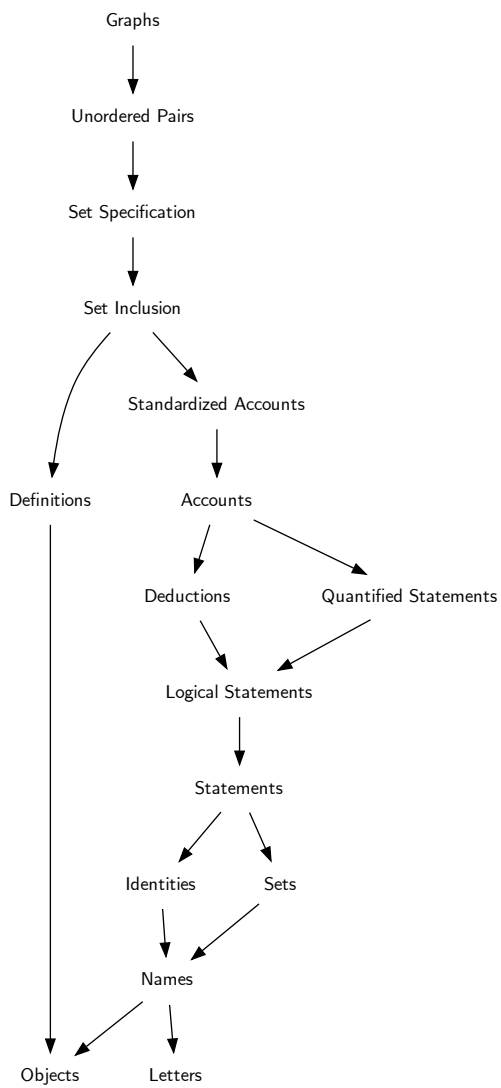 Graphs
Unordered Pairs
Set Specification
Set Inclusion
Standardized Accounts
Definitions
Accounts
Deductions
Quantified Statements
Logical Statements
Statements
Identities
Sets
Names
Objects
Letters